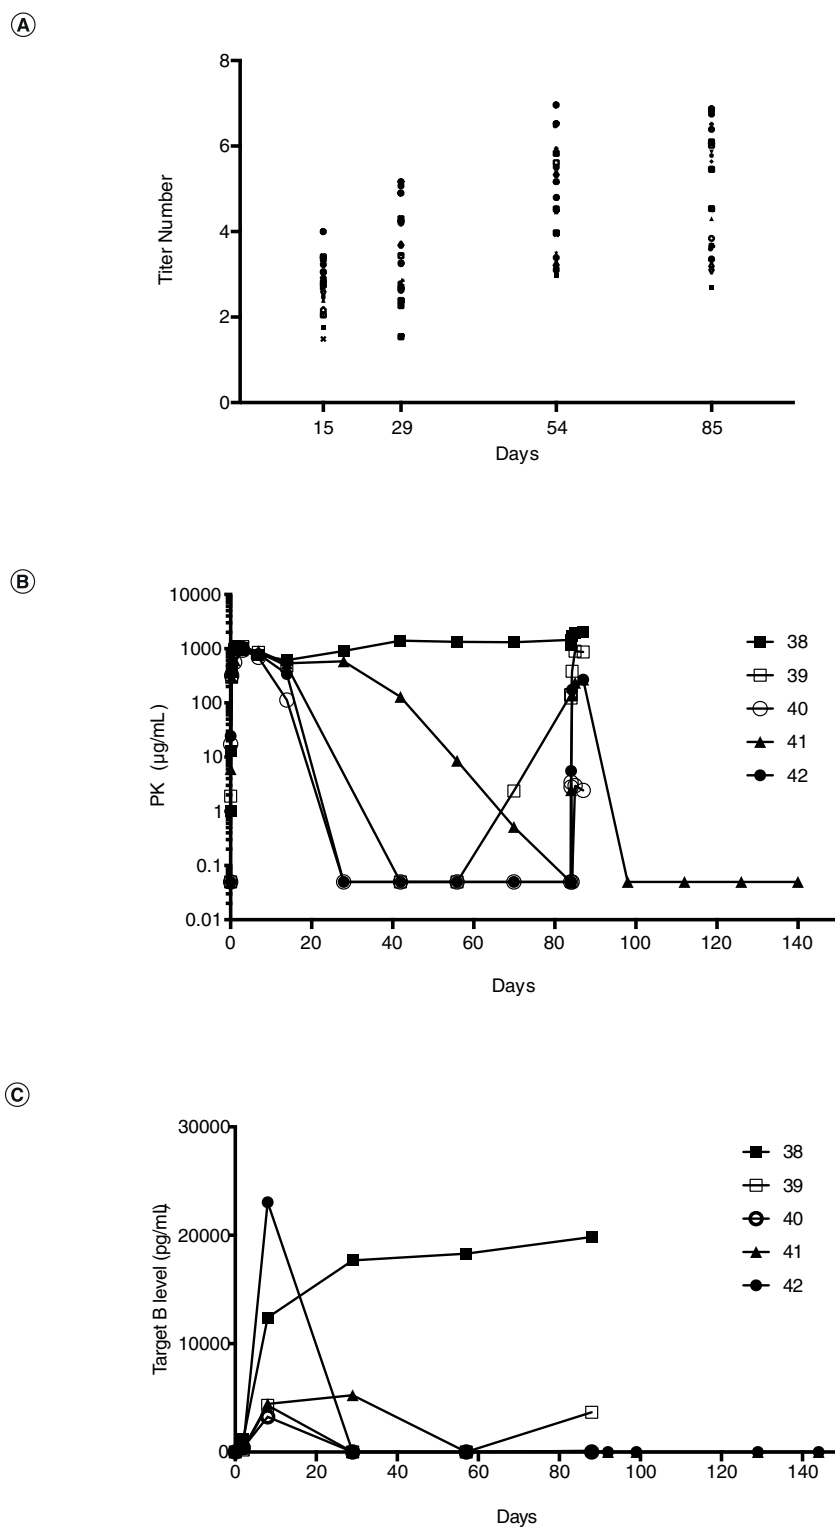 A
8
6
4
2
0
Titer Number
15 29 54 85
Days
B
10000
1000
100
10
1
0.1
0.01
PK (µg/mL)
0 20 40 60 80 100 120 140
Days
38
39
40
41
42
C
30000
20000
10000
0
Target B level (pg/mL)
0 20 40 60 80 100 120 140
Days
38
39
40
41
42